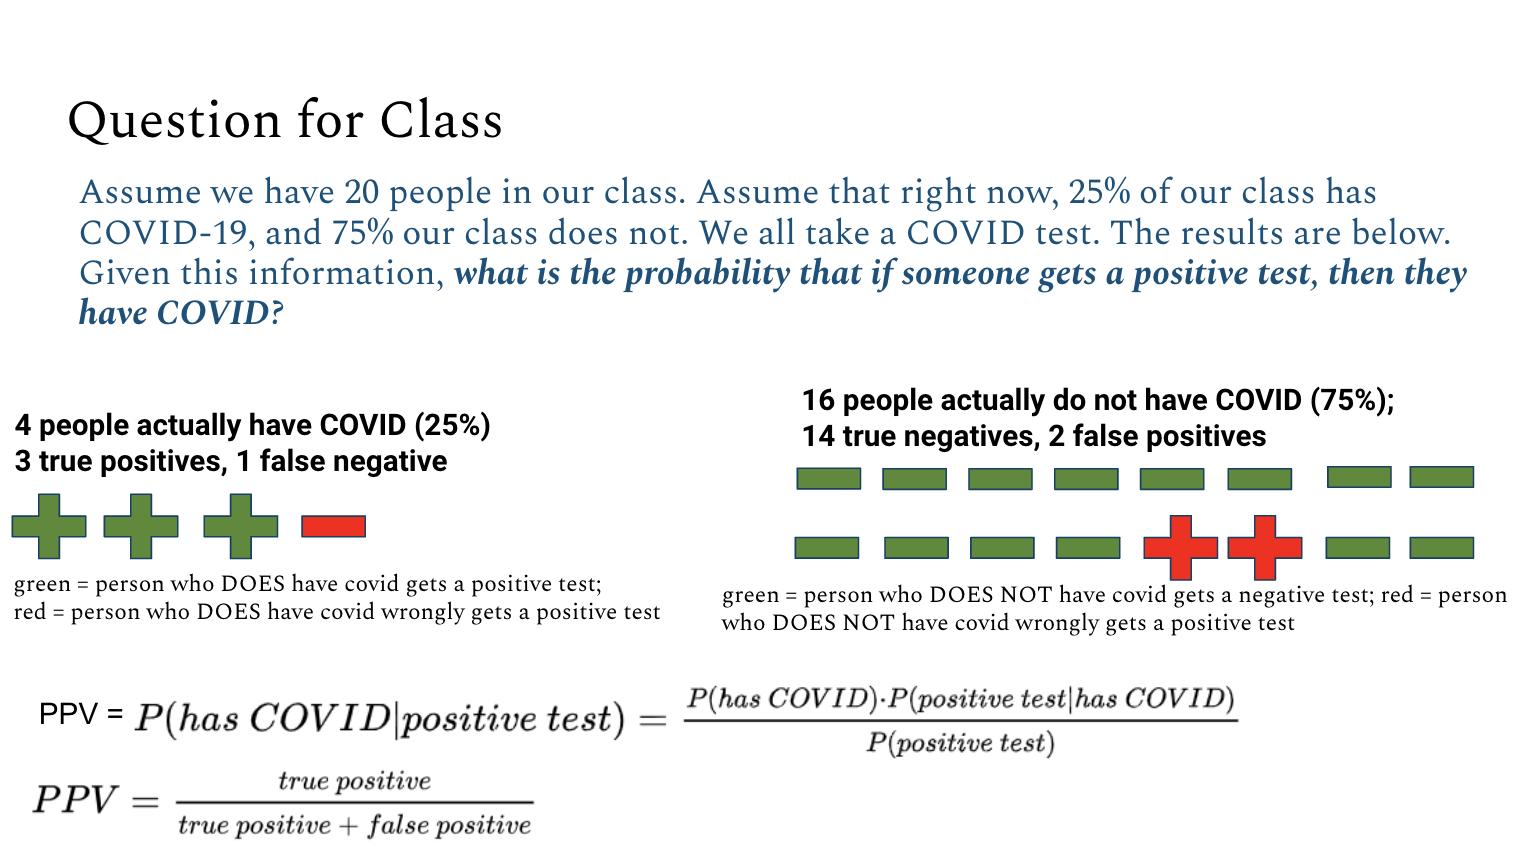 Question for Class
Assume we have 20 people in our class. Assume that right now, 25% of our class has
COVID-19, and 75% our class does not. We all take a COVID test. The results are below.
Given this information, what is the probability that if someone gets a positive test, then they
have COVID?
4 people actually have COVID (25%)
3 true positives, 1 false negative
green = person who DOES have covid gets a positive test;
red = person who DOES have covid wrongly gets a positive test
16 people actually do not have COVID (75%);
14 true negatives, 2 false positives
green = person who DOES NOT have covid gets a negative test; red = person
who DOES NOT have covid wrongly gets a positive test
PPV = P(has COVID|positive test) = P(has COVID)·P(positive test|has COVID)
P(positive test)
PPV = true positive
true positive + false positive